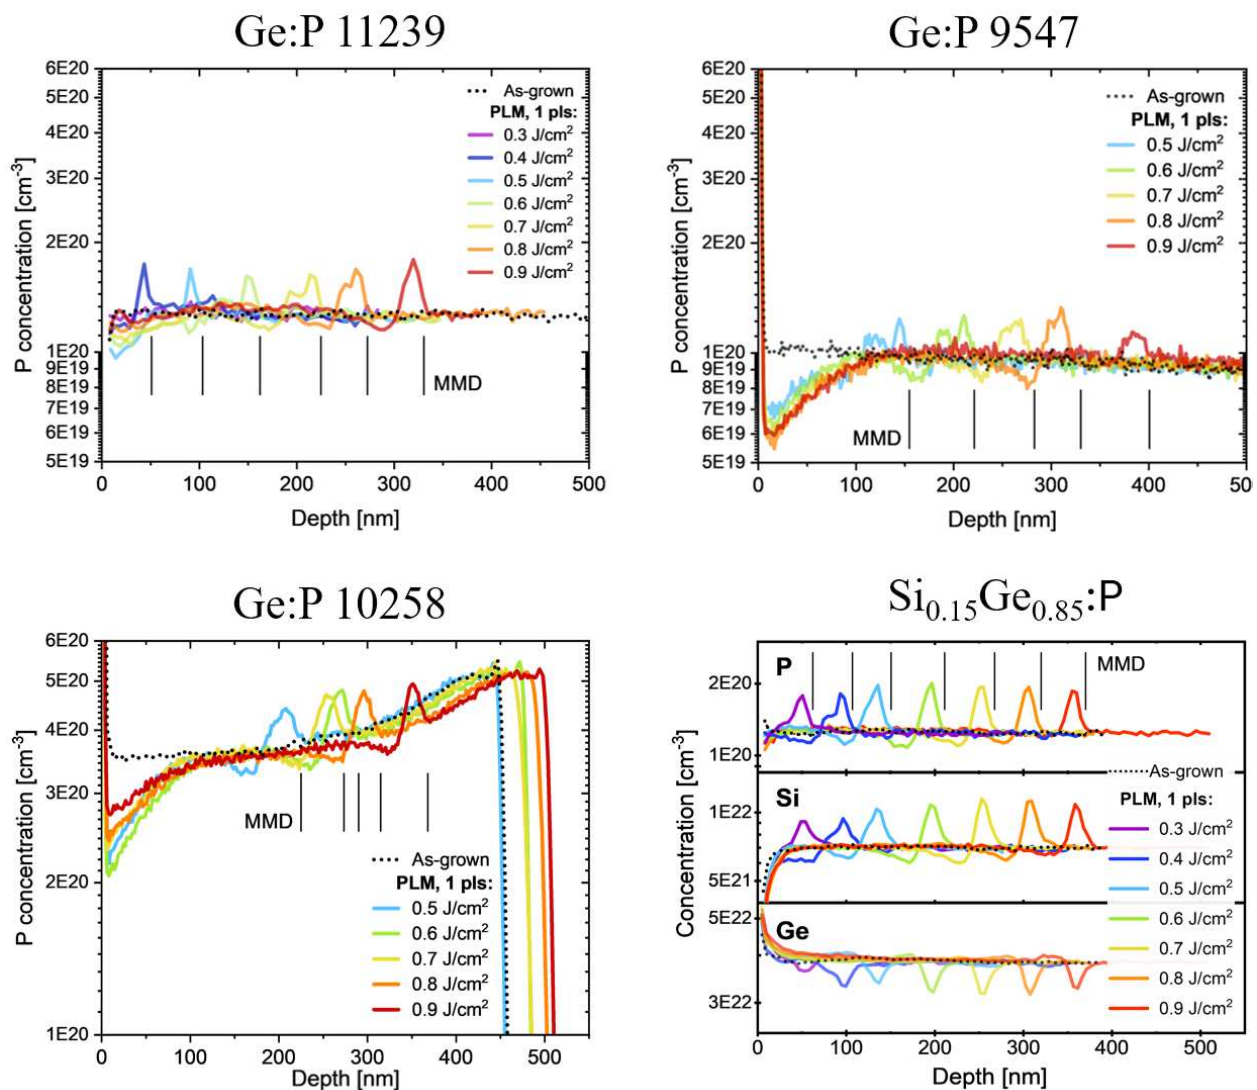 Ge:P 11239
6E20
5E20
4E20
3E20
2E20
1E20
9E19
8E19
7E19
6E19
5E19
P concentration [cm-3]
As-grown
PLM, 1 pls:
0.3 J/cm2
0.4 J/cm2
0.5 J/cm2
0.6 J/cm2
0.7 J/cm2
0.8 J/cm2
0.9 J/cm2
MMD
0 100 200 300 400 500
Depth [nm]
Ge:P 9547
6E20
5E20
4E20
3E20
2E20
1E20
9E19
8E19
7E19
6E19
5E19
P concentration [cm-3]
As-grown
PLM, 1 pls:
0.5 J/cm2
0.6 J/cm2
0.7 J/cm2
0.8 J/cm2
0.9 J/cm2
MMD
0 100 200 300 400 500
Depth [nm]
Ge:P 10258
6E20
5E20
4E20
3E20
2E20
1E20
P concentration [cm-3]
MMD
As-grown
PLM, 1 pls:
0.5 J/cm2
0.6 J/cm2
0.7 J/cm2
0.8 J/cm2
0.9 J/cm2
0 100 200 300 400 500
Depth [nm]
Si0.15Ge0.85:P
P
MMD
2E20
1E20
As-grown
Si
PLM, 1 pls:
1E22
5E21
0.3 J/cm2
0.4 J/cm2
0.5 J/cm2
Ge
5E22
3E22
0.6 J/cm2
0.7 J/cm2
0.8 J/cm2
0.9 J/cm2
Concentration [cm-3]
0 100 200 300 400 500
Depth [nm]